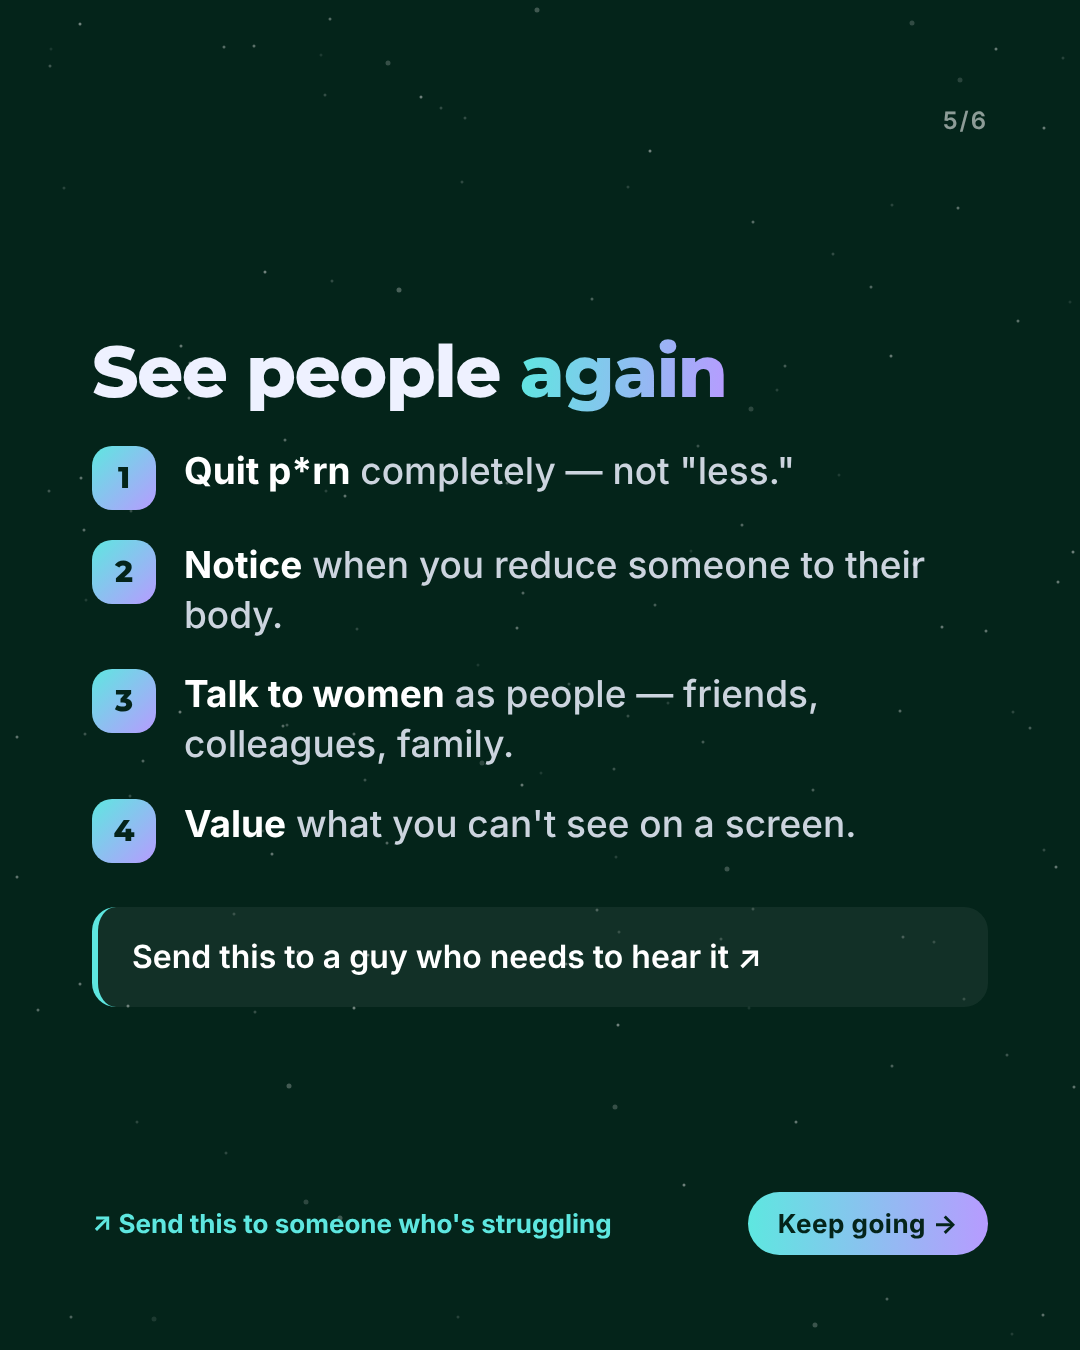 5/6
See people again
1 Quit p*rn completely — not "less."
2 Notice when you reduce someone to their
body.
3 Talk to women as people — friends,
colleagues, family.
4 Value what you can't see on a screen.
Send this to a guy who needs to hear it ↗
↗ Send this to someone who's struggling
Keep going →